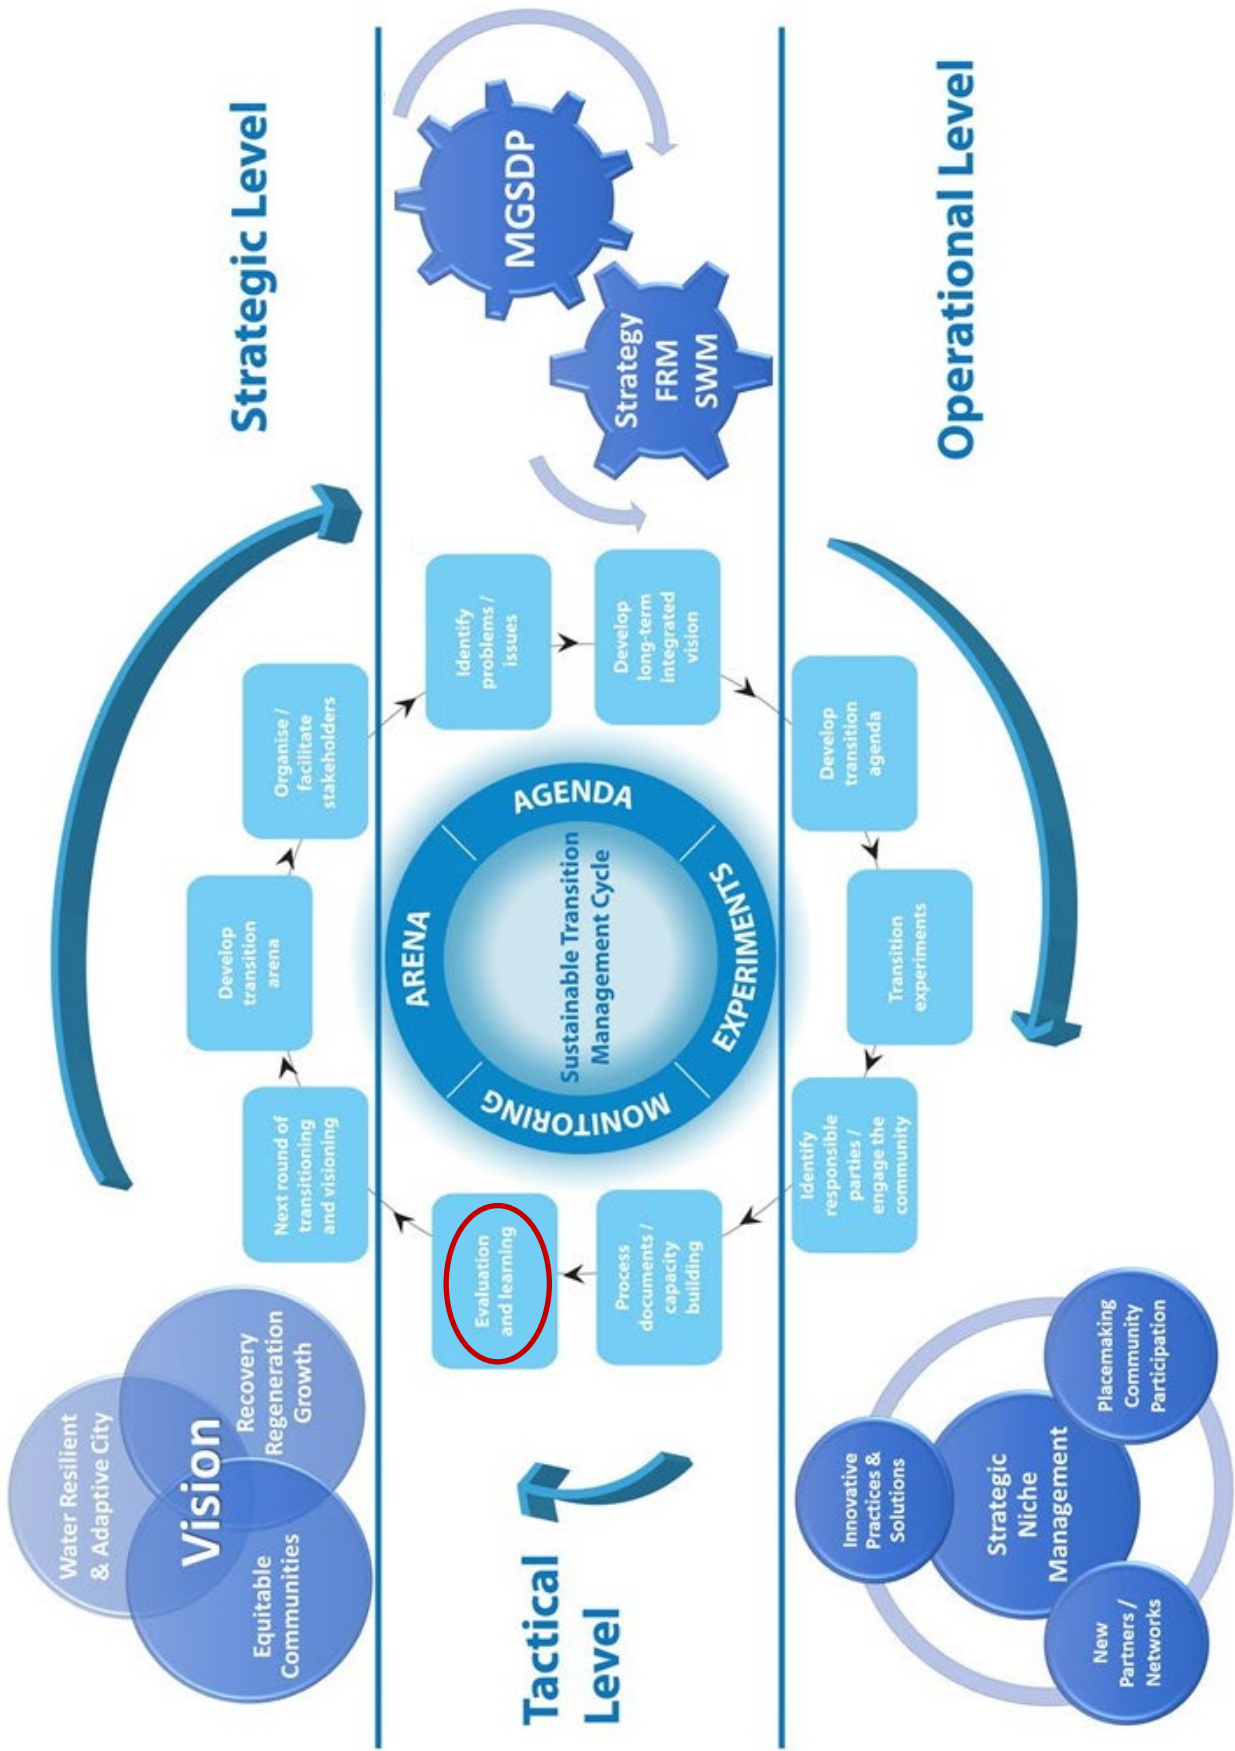 Water Resilient
& Adaptive City
Vision
Recovery
Regeneration
Growth
Equitable
Communities
Strategic Level
Next round of
transitioning
and visioning
Develop
transition
arena
Organise /
facilitate
stakeholders
Tactical
Level
Evaluation
and learning
Process
documents /
capacity
building
ARENA
AGENDA
EXPERIMENTS
MONITORING
Sustainable Transition
Management Cycle
Identify
problems /
issues
Develop
long-term
integrated
vision
MGSDP
Strategy
FRM
SWM
Identify
responsible
parties /
engage the
community
Transition
experiments
Develop
transition
agenda
Operational Level
Innovative
Practices &
Solutions
Strategic
Niche
Management
New
Partners /
Networks
Placemaking
Community
Participation